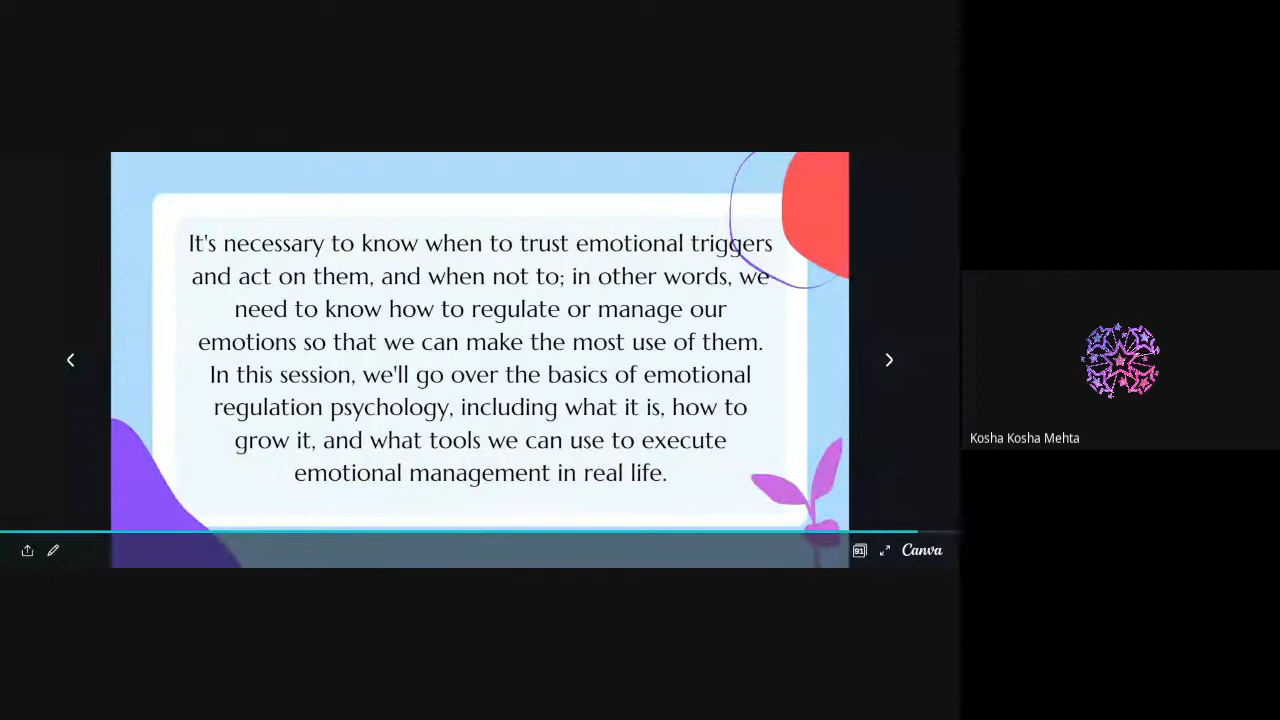 It's necessary to know when to trust emotional triggers
and act on them, and when not to; in other words, we
need to know how to regulate or manage our
emotions so that we can make the most use of them.
In this session, we'll go over the basics of emotional
regulation psychology, including what it is, how to
grow it, and what tools we can use to execute
emotional management in real life.
Kosha Kosha Mehta
91
Canva